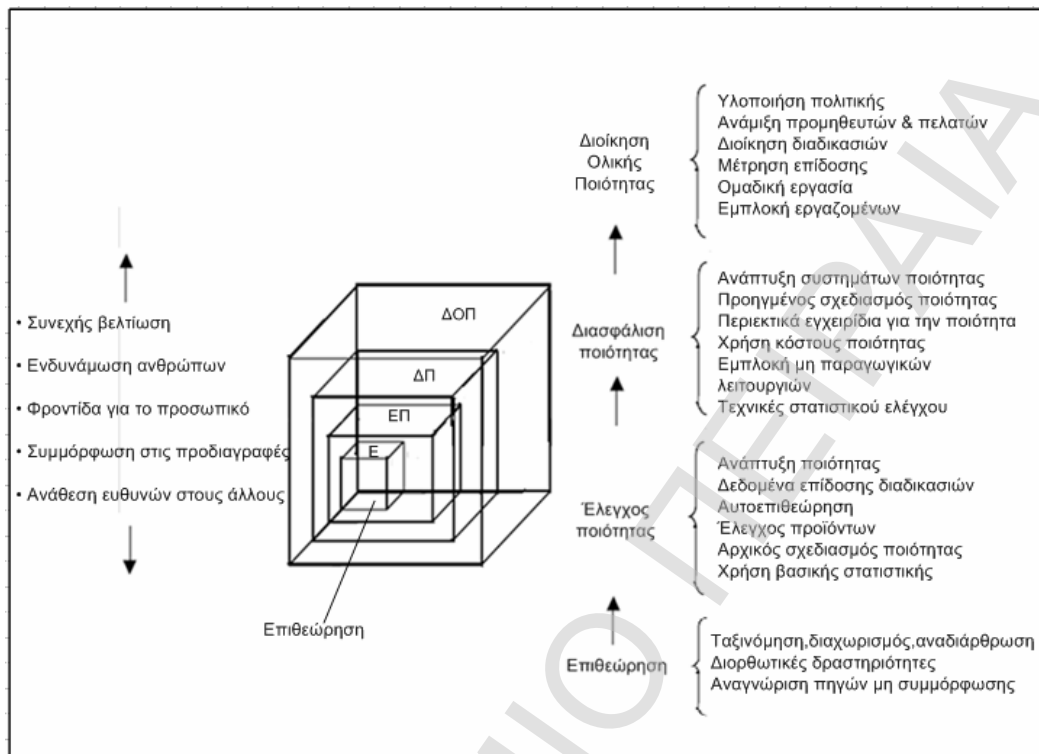 • Συνεχής βελτίωση
• Ενδυνάμωση ανθρώπων
• Φροντίδα για το προσωπικό
• Συμμόρφωση στις προδιαγραφές
• Ανάθεση ευθυνών στους άλλους
ΔΟΠ
ΔΠ
ΕΠ
Ε
Επιθεώρηση
Διοίκηση
Ολικής
Ποιότητας
Υλοποιήση πολιτικής
Ανάμιξη προμηθευτών & πελατών
Διοίκηση διαδικασιών
Μέτρηση επίδοσης
Ομαδική εργασία
Εμπλοκή εργαζομένων
Διασφάλιση
ποιότητας
Ανάπτυξη συστημάτων ποιότητας
Προηγμένος σχεδιασμός ποιότητας
Περιεκτικά εγχειρίδια για την ποιότητα
Χρήση κόστους ποιότητας
Εμπλοκή μη παραγωγικών
λειτουργιών
Τεχνικές στατιστικού ελέγχου
Έλεγχος
ποιότητας
Ανάπτυξη ποιότητας
Δεδομένα επίδοσης διαδικασιών
Αυτοεπιθεώρηση
Έλεγχος προϊόντων
Αρχικός σχεδιασμός ποιότητας
Χρήση βασικής στατιστικής
Επιθεώρηση
Ταξινόμηση,διαχωρισμός,αναδιάρθρωση
Διορθωτικές δραστηριότητες
Αναγνώριση πηγών μη συμμόρφωσης
ΠΕΙΡΑΙΑ